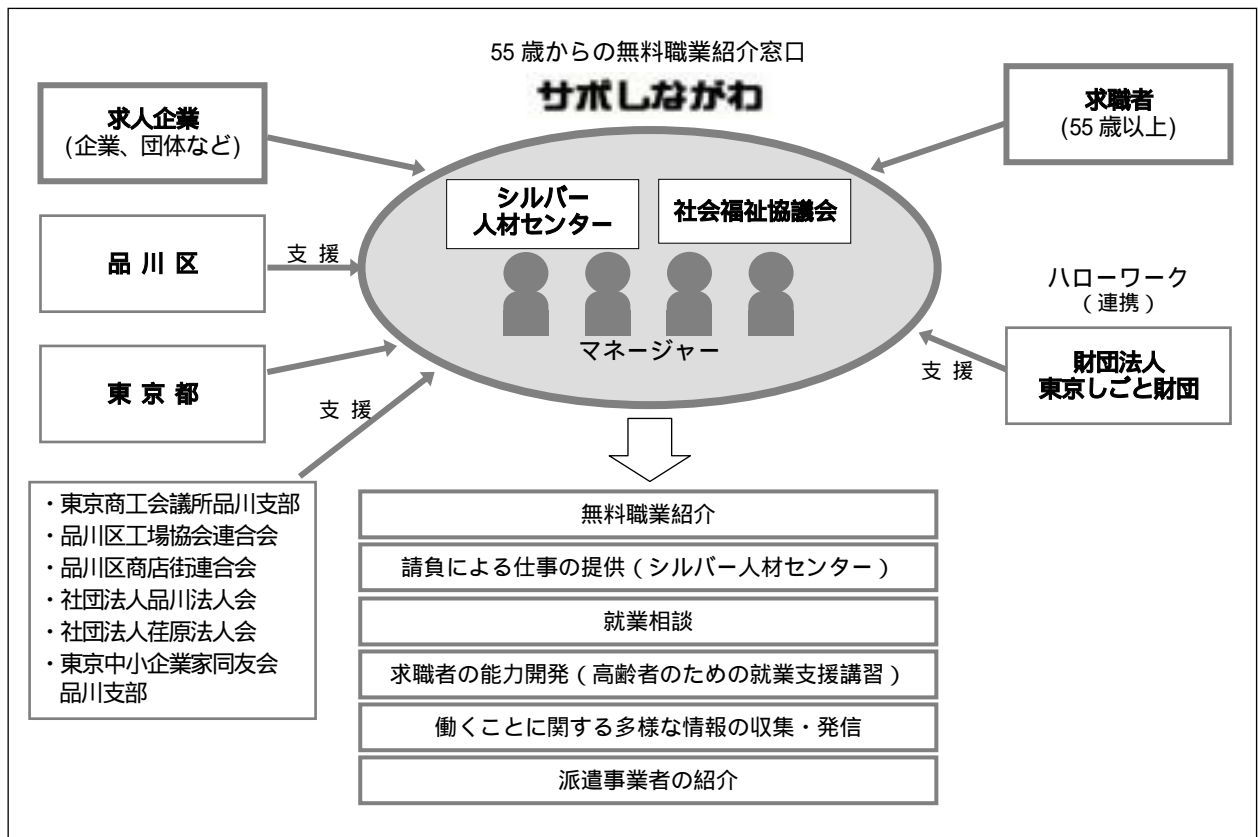 55歳からの無料職業紹介窓口
サポしながわ
求人企業
(企業、団体など)
求職者
(55歳以上)
シルバー
人材センター
社会福祉協議会
品川区
支援
マネージャー
ハローワーク
(連携)
東京都
支援
支援
財団法人
東京しごと財団
・東京商工会議所品川支部
・品川区工場協会連合会
・品川区商店街連合会
・社団法人品川法人会
・社団法人荏原法人会
・東京中小企業家同友会
品川支部
無料職業紹介
請負による仕事の提供(シルバー人材センター)
就業相談
求職者の能力開発(高齢者のための就業支援講習)
働くことに関する多様な情報の収集・発信
派遣事業者の紹介